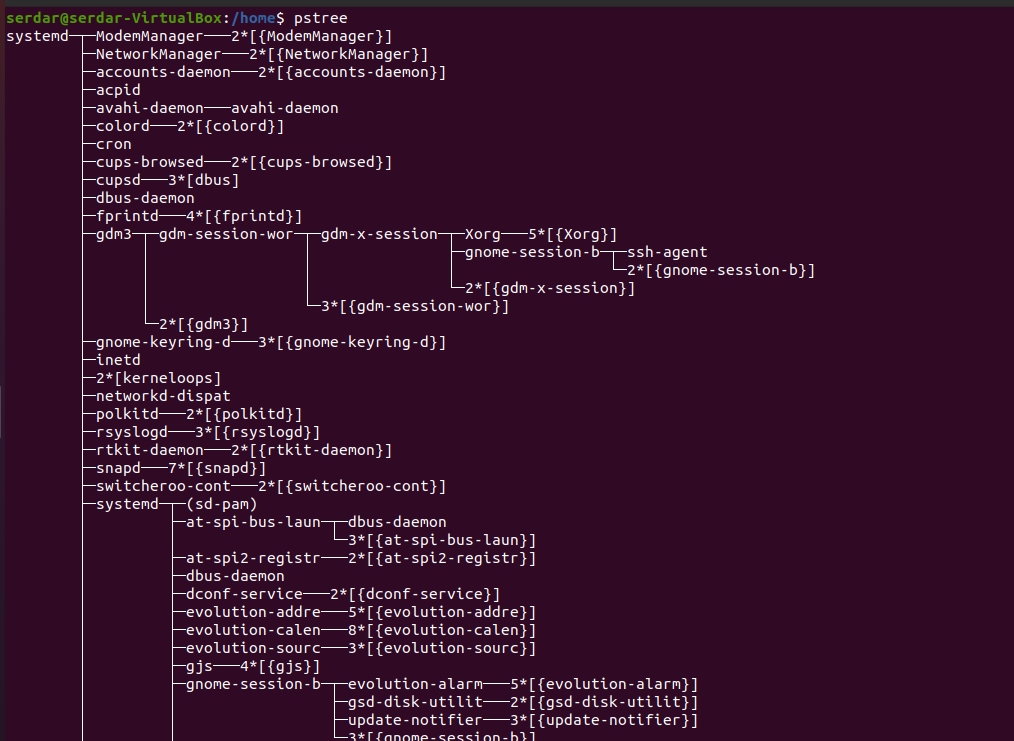 serdar@serdar-VirtualBox:/home$ pstree
systemd─┬─ModemManager───2*[{ModemManager}]
        ├─NetworkManager───2*[{NetworkManager}]
        ├─accounts-daemon───2*[{accounts-daemon}]
        ├─acpid
        ├─avahi-daemon───avahi-daemon
        ├─colord───2*[{colord}]
        ├─cron
        ├─cups-browsed───2*[{cups-browsed}]
        ├─cupsd───3*[dbus]
        ├─dbus-daemon
        ├─fprintd───4*[{fprintd}]
        ├─gdm3─┬─gdm-session-wor─┬─gdm-x-session─┬─Xorg───5*[{Xorg}]
        │      │                 │               ├─gnome-session-b─┬─ssh-agent
        │      │                 │               │                 └─2*[{gnome-session-b}]
        │      │                 │               └─2*[{gdm-x-session}]
        │      │                 └─3*[{gdm-session-wor}]
        │      └─2*[{gdm3}]
        ├─gnome-keyring-d───3*[{gnome-keyring-d}]
        ├─inetd
        ├─2*[kerneloops]
        ├─networkd-dispat
        ├─polkitd───2*[{polkitd}]
        ├─rsyslogd───3*[{rsyslogd}]
        ├─rtkit-daemon───2*[{rtkit-daemon}]
        ├─snapd───7*[{snapd}]
        ├─switcheroo-cont───2*[{switcheroo-cont}]
        ├─systemd─┬─(sd-pam)
        │         ├─at-spi-bus-laun─┬─dbus-daemon
        │         │                 └─3*[{at-spi-bus-laun}]
        │         ├─at-spi2-registr───2*[{at-spi2-registr}]
        │         ├─dbus-daemon
        │         ├─dconf-service───2*[{dconf-service}]
        │         ├─evolution-addre───5*[{evolution-addre}]
        │         ├─evolution-calen───8*[{evolution-calen}]
        │         ├─evolution-sourc───3*[{evolution-sourc}]
        │         ├─gjs───4*[{gjs}]
        │         ├─gnome-session-b─┬─evolution-alarm───5*[{evolution-alarm}]
        │         │                 ├─gsd-disk-utilit───2*[{gsd-disk-utilit}]
        │         │                 ├─update-notifier───3*[{update-notifier}]
        │         │                 └─3*[{gnome-session-b}]